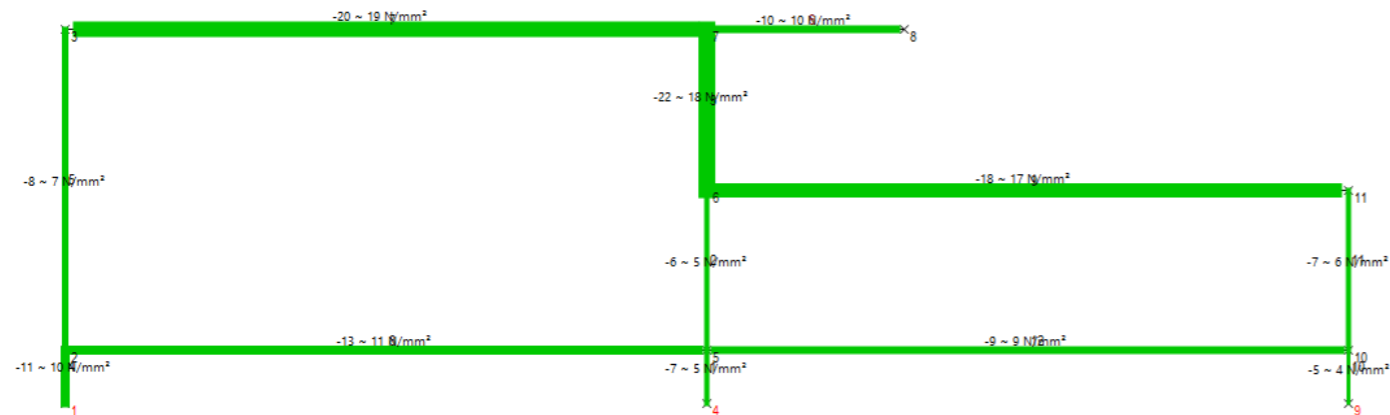 -20 ~ 19 N/mm²
-10 ~ 10 N/mm²
3
7
8
-22 ~ 18 N/mm²
-8 ~ 7 N/mm²
-18 ~ 17 N/mm²
6
11
-6 ~ 5 N/mm²
-7 ~ 6 N/mm²
-13 ~ 11 N/mm²
-9 ~ 9 N/mm²
2
5
10
-11 ~ 10 N/mm²
-7 ~ 5 N/mm²
-5 ~ 4 N/mm²
1
4
9